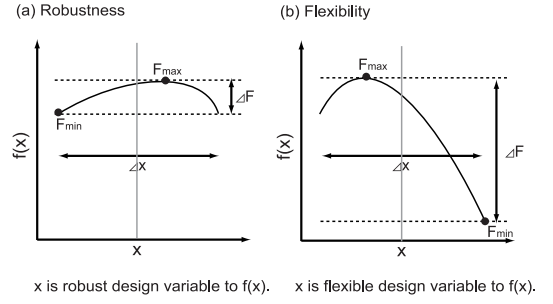 (a) Robustness
Fmax
⊿F
Fmin
f(x)
⊿x
x
x is robust design variable to f(x).
(b) Flexibility
Fmax
⊿F
f(x)
⊿x
Fmin
x
x is flexible design variable to f(x).